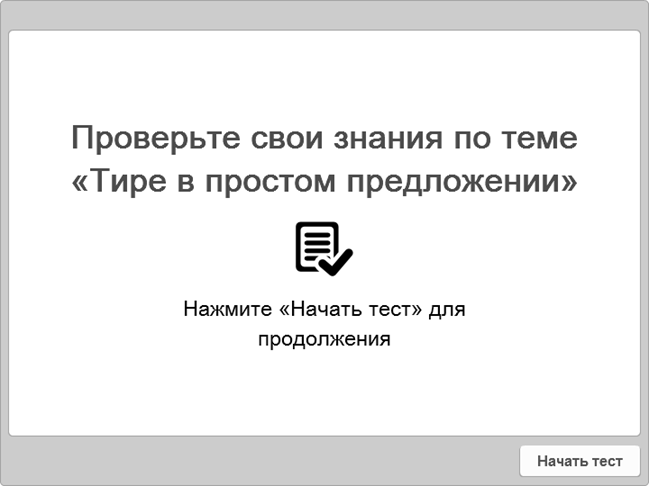 Проверьте свои знания по теме
«Тире в простом предложении»
Нажмите «Начать тест» для
продолжения
Начать тест